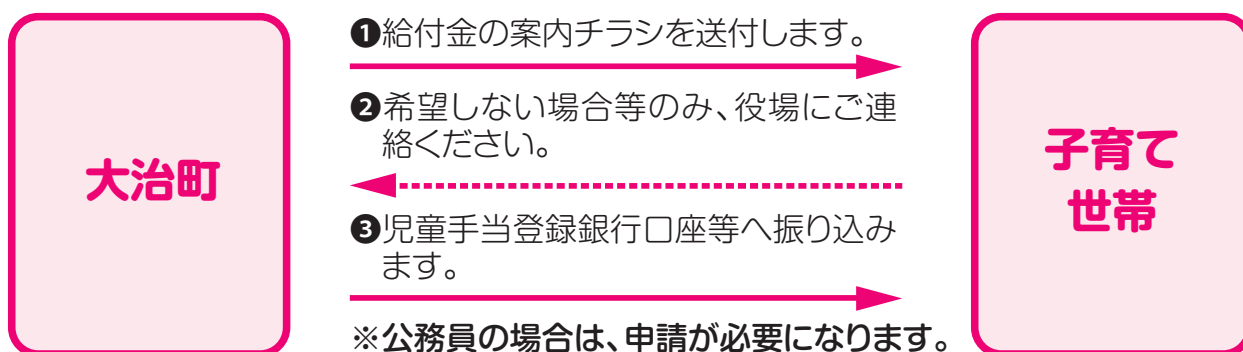 大治町
❶給付金の案内チラシを送付します。
❷希望しない場合等のみ、役場にご連
絡ください。
❸児童手当登録銀行口座等へ振り込み
ます。
※公務員の場合は、申請が必要になります。
子育て
世帯